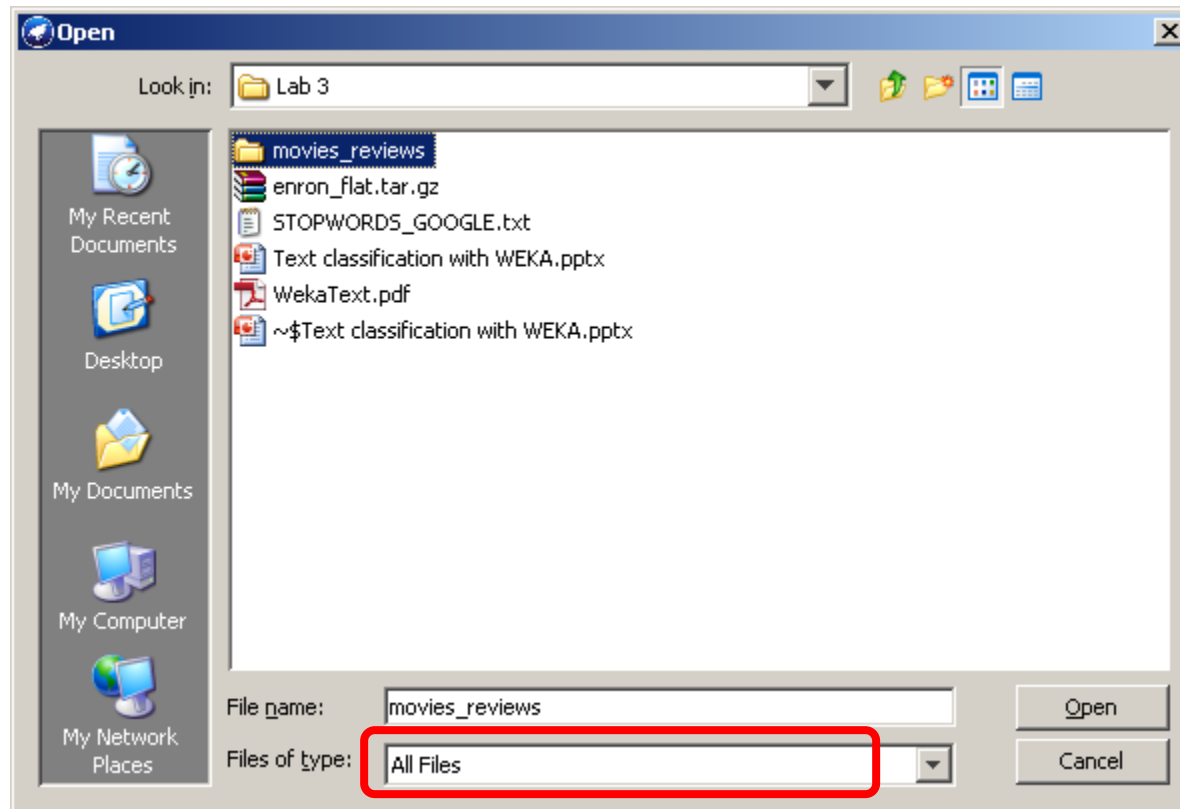 Open
Look in:
Lab 3
My Recent
Documents
Desktop
My Documents
My Computer
My Network
Places
movies_reviews
enron_flat.tar.gz
STOPWORDS_GOOGLE.txt
Text classification with WEKA.pptx
WekaText.pdf
~$Text classification with WEKA.pptx
File name:
movies_reviews
Open
Files of type:
All Files
Cancel